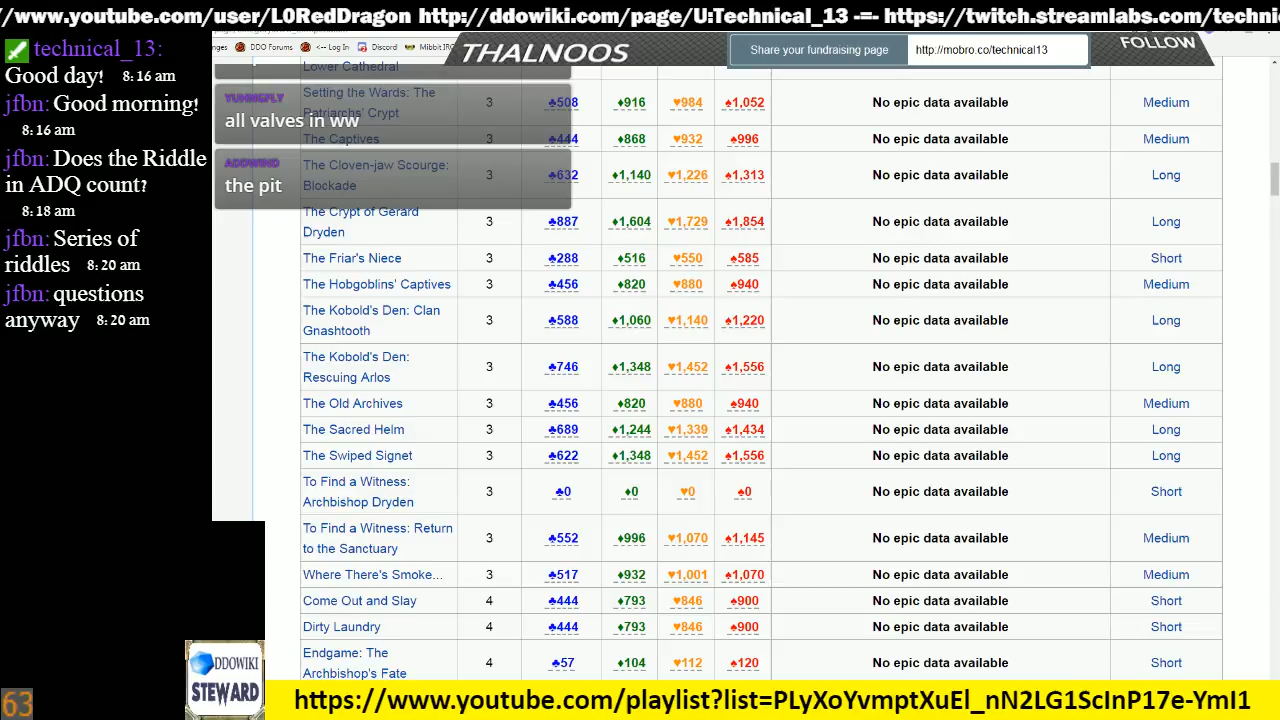 /www.youtube.com/user/L0RedDragon http://ddowiki.com/page/U:Technical_13 -=- https://twitch.streamlabs.com/techni
technical_13:
Good day! 8:16 am
jfbn: Good morning!
8:16 am
jfbn: Does the Riddle
in ADQ count?
8:18 am
jfbn: Series of
riddles 8:20 am
jfbn: questions
anyway 8:20 am
nges DDO Forums <-- Log In Discord Mibbit IRC
THALNOOS
Share your fundraising page http://mobro.co/technical13
FOLLOW
Lower Cathedral
YUHNGFLY
all valves in ww
ADDWIND
the pit
Setting the Wards: The
Patriarchs' Crypt 3 ♣508 ♦916 ♥984 ♠1,052 No epic data available Medium
The Captives 3 ♣444 ♦868 ♥932 ♠996 No epic data available Medium
The Cloven-jaw Scourge:
Blockade 3 ♣632 ♦1,140 ♥1,226 ♠1,313 No epic data available Long
The Crypt of Gerard
Dryden 3 ♣887 ♦1,604 ♥1,729 ♠1,854 No epic data available Long
The Friar's Niece 3 ♣288 ♦516 ♥550 ♠585 No epic data available Short
The Hobgoblins' Captives 3 ♣456 ♦820 ♥880 ♠940 No epic data available Medium
The Kobold's Den: Clan
Gnashtooth 3 ♣588 ♦1,060 ♥1,140 ♠1,220 No epic data available Long
The Kobold's Den:
Rescuing Arlos 3 ♣746 ♦1,348 ♥1,452 ♠1,556 No epic data available Long
The Old Archives 3 ♣456 ♦820 ♥880 ♠940 No epic data available Medium
The Sacred Helm 3 ♣689 ♦1,244 ♥1,339 ♠1,434 No epic data available Long
The Swiped Signet 3 ♣622 ♦1,348 ♥1,452 ♠1,556 No epic data available Long
To Find a Witness:
Archbishop Dryden 3 ♣0 ♦0 ♥0 ♠0 No epic data available Short
To Find a Witness: Return
to the Sanctuary 3 ♣552 ♦996 ♥1,070 ♠1,145 No epic data available Medium
Where There's Smoke... 3 ♣517 ♦932 ♥1,001 ♠1,070 No epic data available Medium
Come Out and Slay 4 ♣444 ♦793 ♥846 ♠900 No epic data available Short
Dirty Laundry 4 ♣444 ♦793 ♥846 ♠900 No epic data available Short
Endgame: The
Archbishop's Fate 4 ♣57 ♦104 ♥112 ♠120 No epic data available Short
DDOWIKI
STEWARD
63
https://www.youtube.com/playlist?list=PLyXoYvmptXuEl_nN2LG1ScInP17e-YmI1